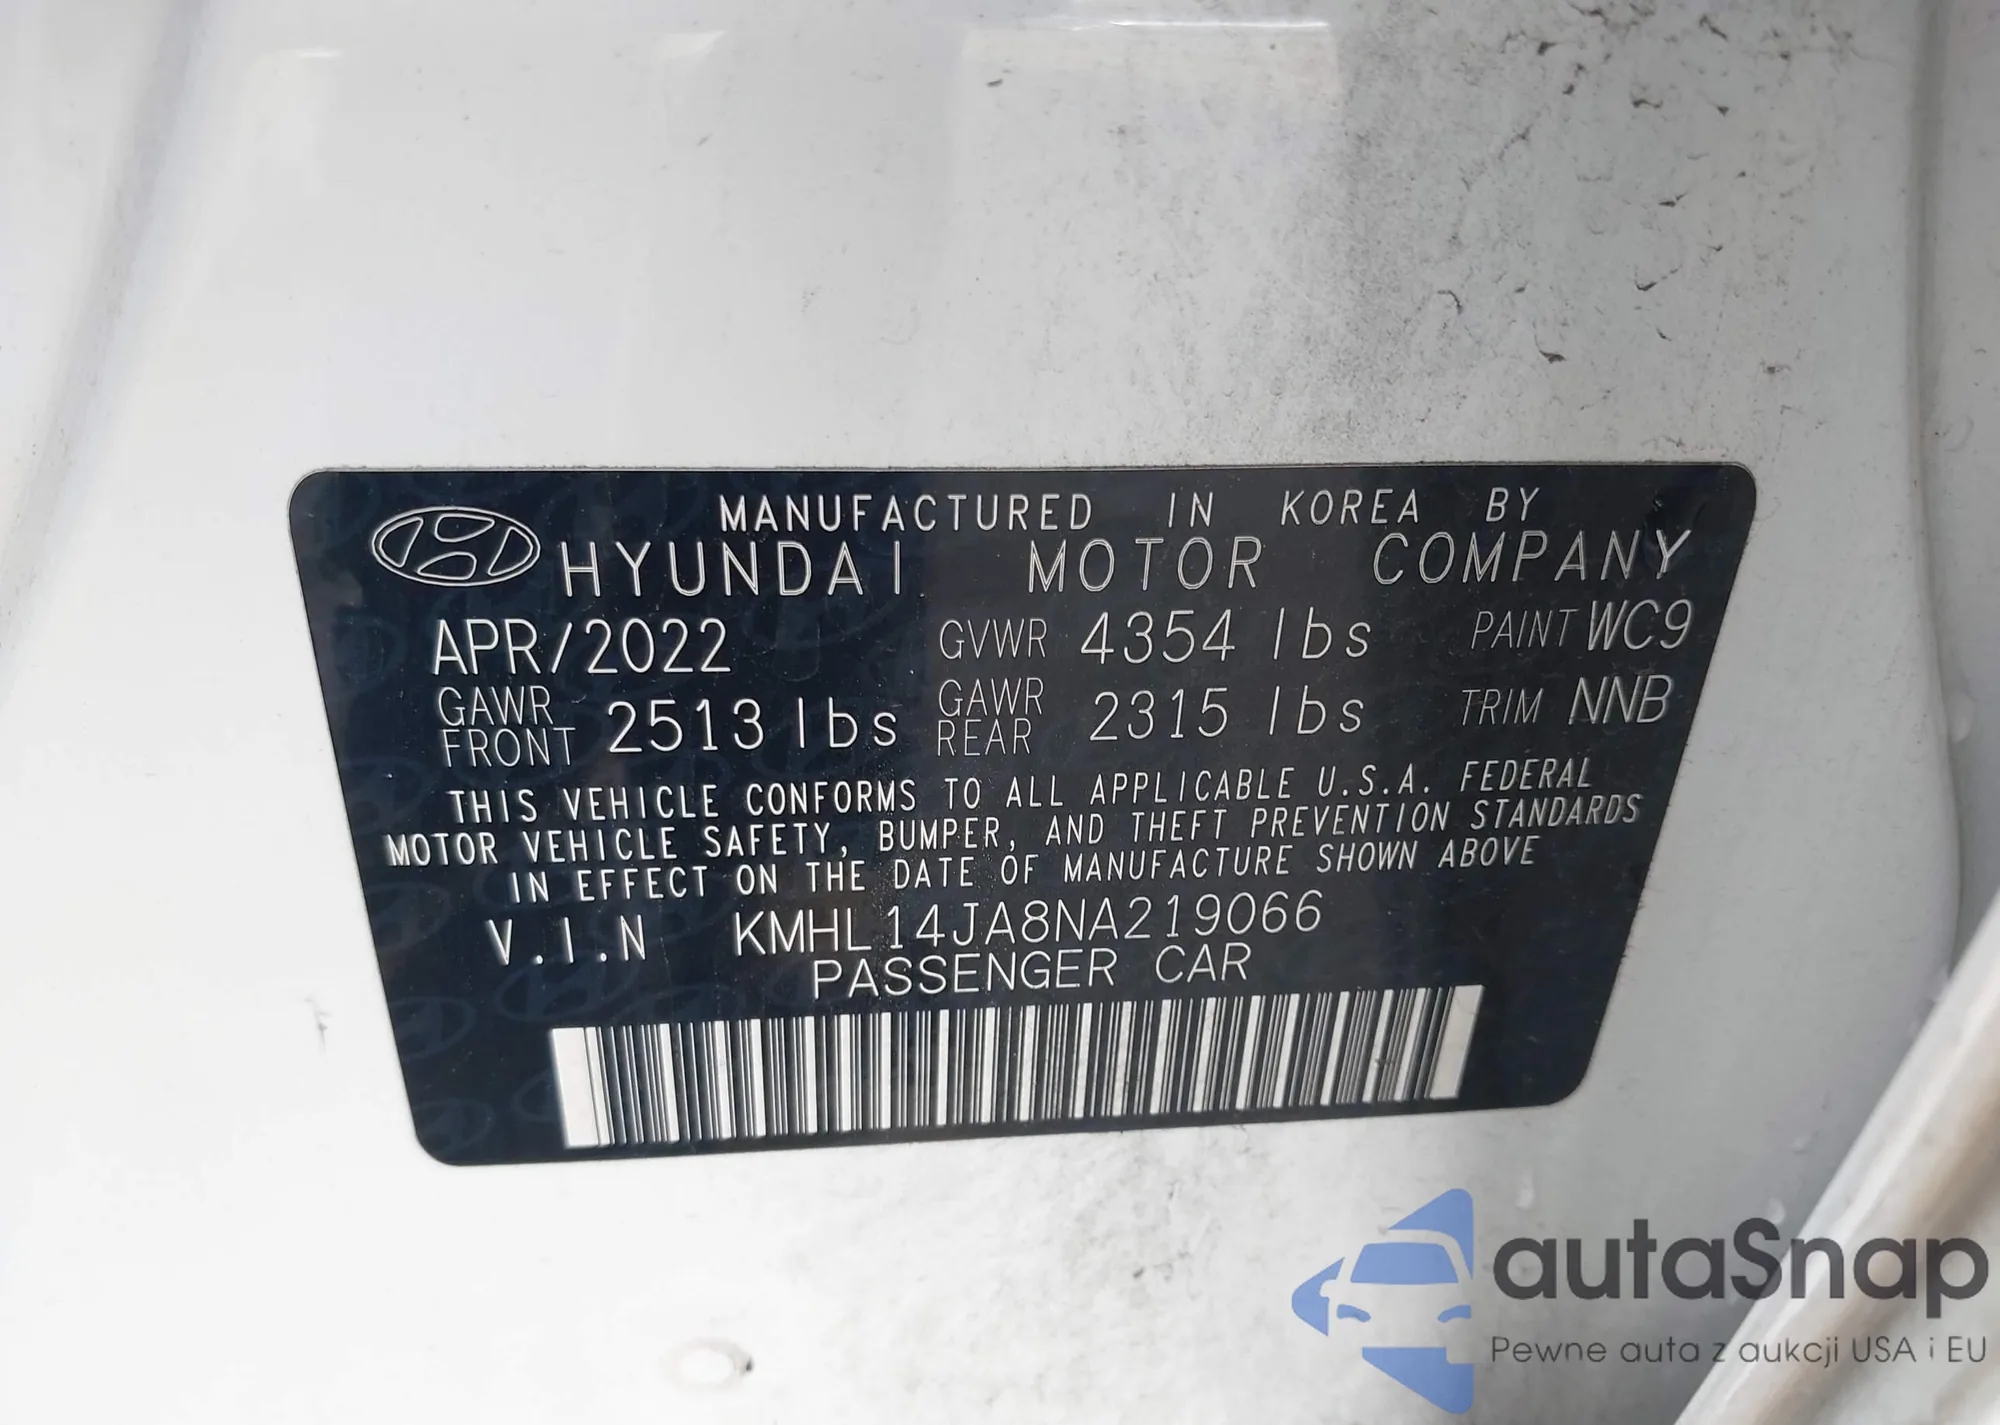 MANUFACTURED IN KOREA BY
HYUNDAI MOTOR COMPANY
APR/2022 GVWR 4354 lbs PAINT WC9
GAWR FRONT 2513 lbs GAWR REAR 2315 lbs TRIM NNB
THIS VEHICLE CONFORMS TO ALL APPLICABLE U.S.A. FEDERAL
MOTOR VEHICLE SAFETY, BUMPER, AND THEFT PREVENTION STANDARDS
IN EFFECT ON THE DATE OF MANUFACTURE SHOWN ABOVE
V.I.N KMHL14JA8NA219066
PASSENGER CAR
autaSnap
Pewne auta z aukcji USA i EU